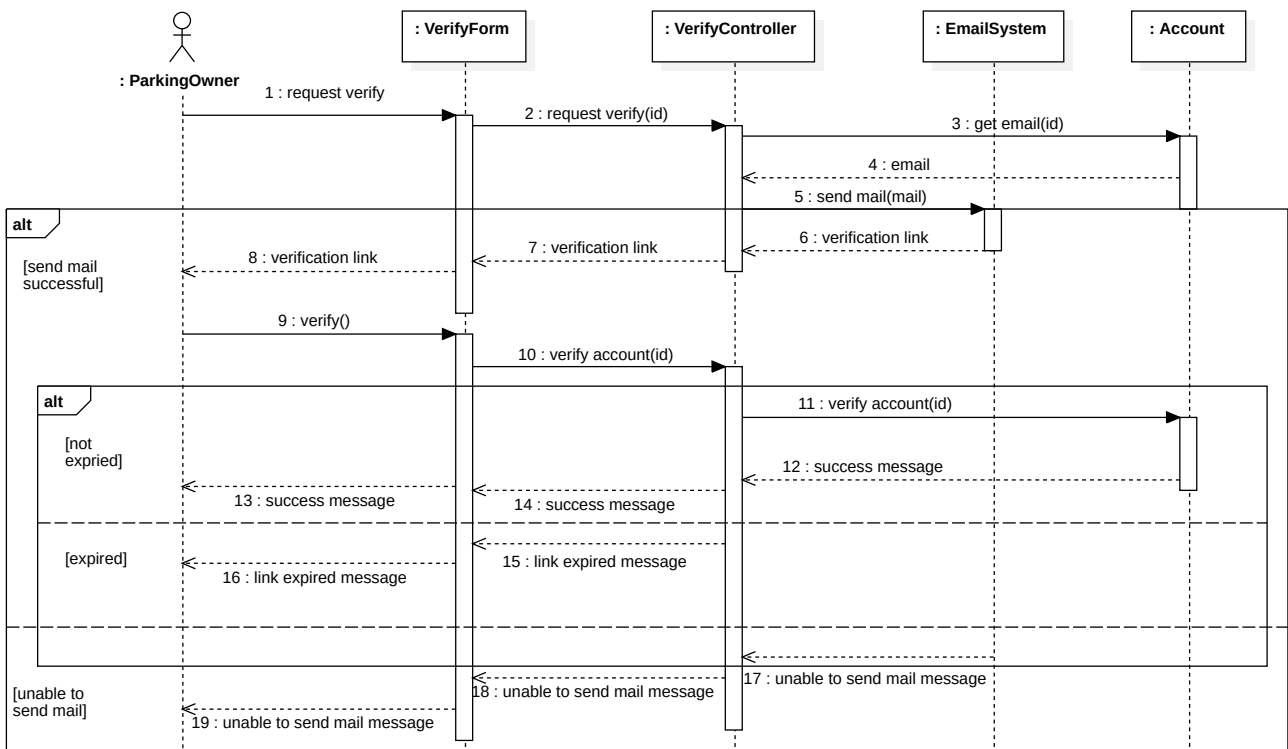 : ParkingOwner
: VerifyForm
: VerifyController
: EmailSystem
: Account
1 : request verify
2 : request verify(id)
3 : get email(id)
4 : email
5 : send mail(mail)
alt
6 : verification link
7 : verification link
8 : verification link
[send mail
successful]
9 : verify()
10 : verify account(id)
alt
11 : verify account(id)
[not
expried]
12 : success message
13 : success message
14 : success message
[expired]
15 : link expired message
16 : link expired message
17 : unable to send mail message
18 : unable to send mail message
[unable to
send mail]
19 : unable to send mail message